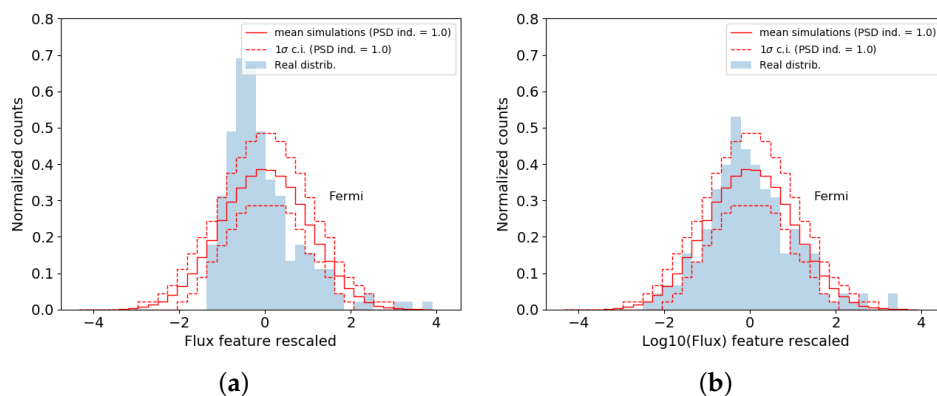 0.8
0.7
0.6
0.5
0.4
0.3
0.2
0.1
0.0
Normalized counts
mean simulations (PSD ind. = 1.0)
1σ c.i. (PSD ind. = 1.0)
Real distrib.
Fermi
−4 −2 0 2 4
Flux feature rescaled
(a)
0.8
0.7
0.6
0.5
0.4
0.3
0.2
0.1
0.0
Normalized counts
mean simulations (PSD ind. = 1.0)
1σ c.i. (PSD ind. = 1.0)
Real distrib.
Fermi
−4 −2 0 2 4
Log10(Flux) feature rescaled
(b)